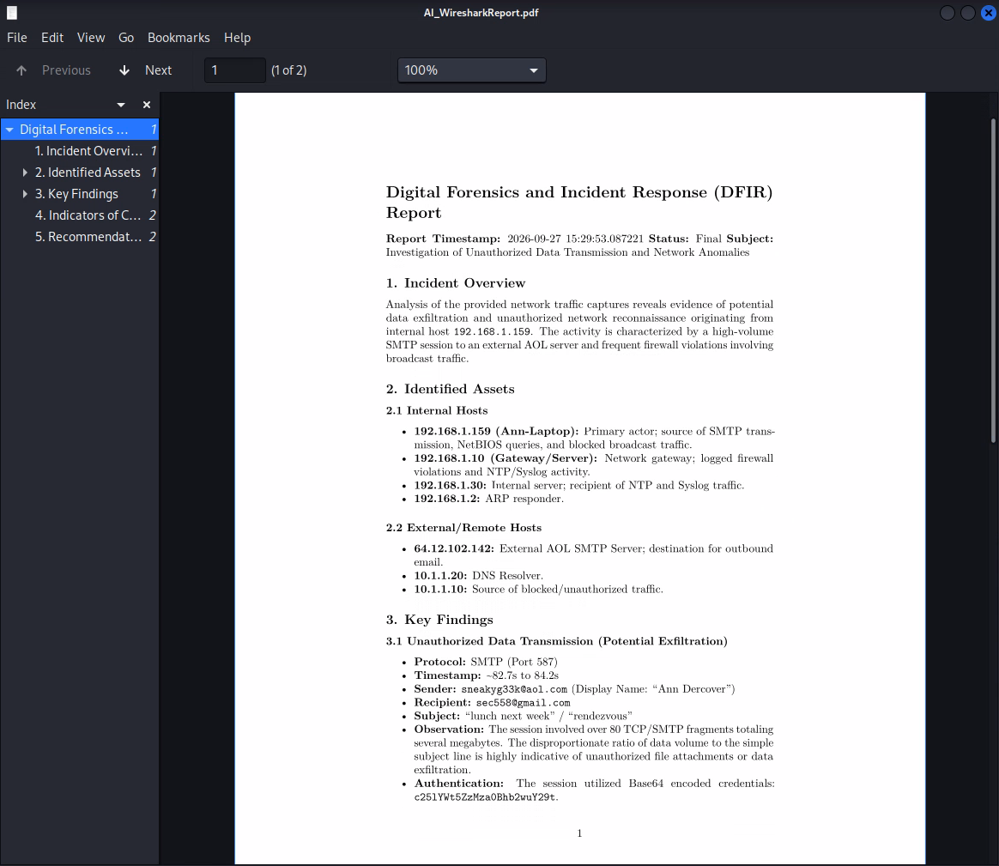 AI_WiresharkReport.pdf
File Edit View Go Bookmarks Help
Previous Next 1 (1 of 2) 100%
Index
Digital Forensics ... 1
1. Incident Overvi... 1
2. Identified Assets 1
3. Key Findings 1
4. Indicators of C... 2
5. Recommendat... 2
Digital Forensics and Incident Response (DFIR)
Report
Report Timestamp: 2026-09-27 15:29:53.087221 Status: Final Subject:
Investigation of Unauthorized Data Transmission and Network Anomalies
1. Incident Overview
Analysis of the provided network traffic captures reveals evidence of potential
data exfiltration and unauthorized network reconnaissance originating from
internal host 192.168.1.159. The activity is characterized by a high-volume
SMTP session to an external AOL server and frequent firewall violations involving
broadcast traffic.
2. Identified Assets
2.1 Internal Hosts
• 192.168.1.159 (Ann-Laptop): Primary actor; source of SMTP trans-
mission, NetBIOS queries, and blocked broadcast traffic.
• 192.168.1.10 (Gateway/Server): Network gateway; logged firewall
violations and NTP/Syslog activity.
• 192.168.1.30: Internal server; recipient of NTP and Syslog traffic.
• 192.168.1.2: ARP responder.
2.2 External/Remote Hosts
• 64.12.102.142: External AOL SMTP Server; destination for outbound
email.
• 10.1.1.20: DNS Resolver.
• 10.1.1.10: Source of blocked/unauthorized traffic.
3. Key Findings
3.1 Unauthorized Data Transmission (Potential Exfiltration)
• Protocol: SMTP (Port 587)
• Timestamp: ~82.7s to 84.2s
• Sender: sneakyg33k@aol.com (Display Name: “Ann Dercover”)
• Recipient: sec558@gmail.com
• Subject: “lunch next week” / “rendezvous”
• Observation: The session involved over 80 TCP/SMTP fragments totaling
several megabytes. The disproportionate ratio of data volume to the simple
subject line is highly indicative of unauthorized file attachments or data
exfiltration.
• Authentication: The session utilized Base64 encoded credentials:
c25lYWt5ZzMza0Bhb2wuY29t.
1